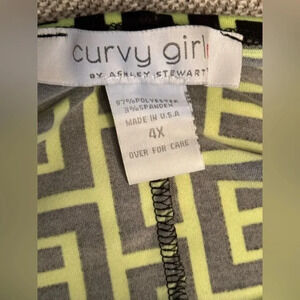 curvy girl
BY ASHLEY STEWART
97%POLYESTER
3%SPANDEX
MADE IN U.S.A
4X
OVER FOR CARE